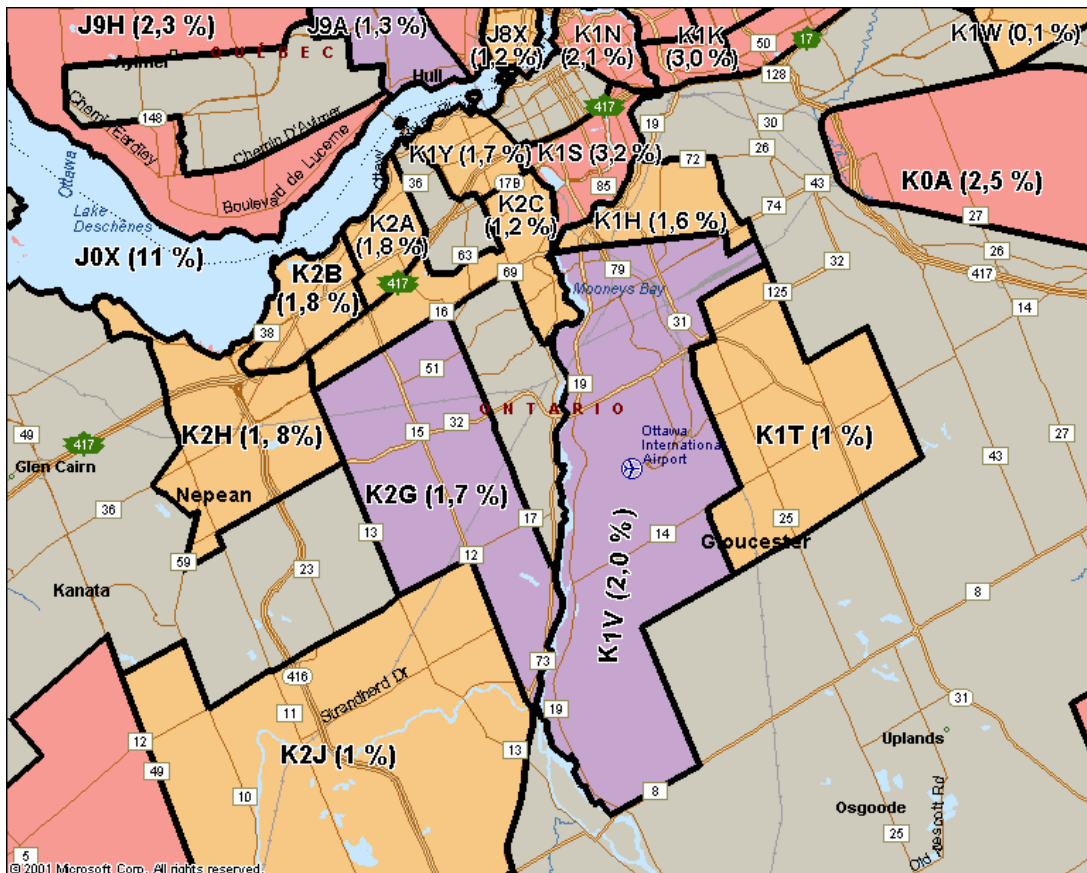 J9H (2,3 %)
J9A (1,3 %)
J8X
(1,2 %)
K1N
(2,1 %)
K1K
(3,0 %)
50
17
K1W (0,1 %)
QUÉBEC
Aylmer
Hull
128
148
Chemin Eardley
Chemin D'Aylmer
Boulevard de Lucerne
417
19
30
26
Ottawa
Lake
Deschênes
K1Y (1,7 %)
K1S (3,2 %)
36
17B
85
72
43
K0A (2,5 %)
K2A
(1,8 %)
K2C
(1,2 %)
K1H (1,6 %)
74
27
J0X (11 %)
63
26
K2B
(1,8 %)
417
69
79
32
417
Mooneys Bay
125
38
16
31
14
51
19
ONTARIO
49
417
K2H (1, 8%)
15
32
Ottawa
International
Airport
K1T (1 %)
27
Glen Cairn
43
Nepean
K2G (1,7 %)
36
13
17
14
25
Gloucester
59
23
12
K1V (2,0 %)
Kanata
8
73
416
Strandherd Dr
11
19
31
12
K2J (1 %)
13
Uplands
49
10
8
Osgoode
25
Old Prescott Rd
5
© 2001 Microsoft Corp. All rights reserved.